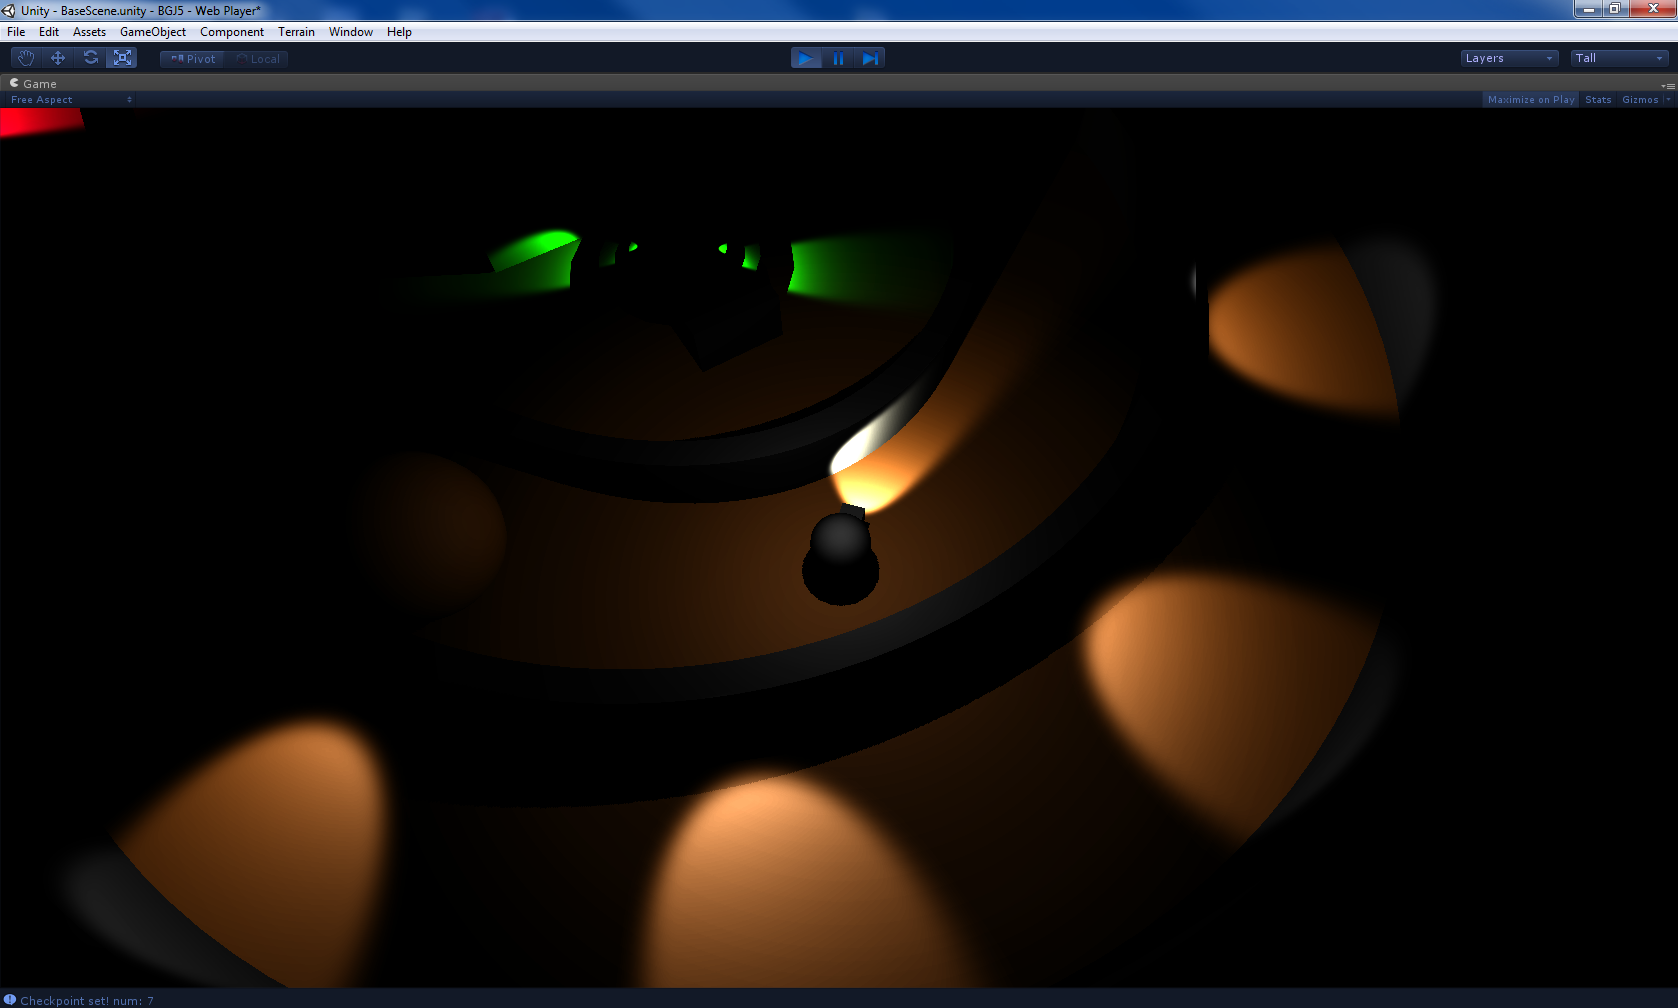 Unity - BaseScene.unity - BGJ5 - Web Player*
File Edit Assets GameObject Component Terrain Window Help
Pivot Local Layers Tall
Game
Free Aspect Maximize on Play Stats Gizmos
Checkpoint set! num: 7